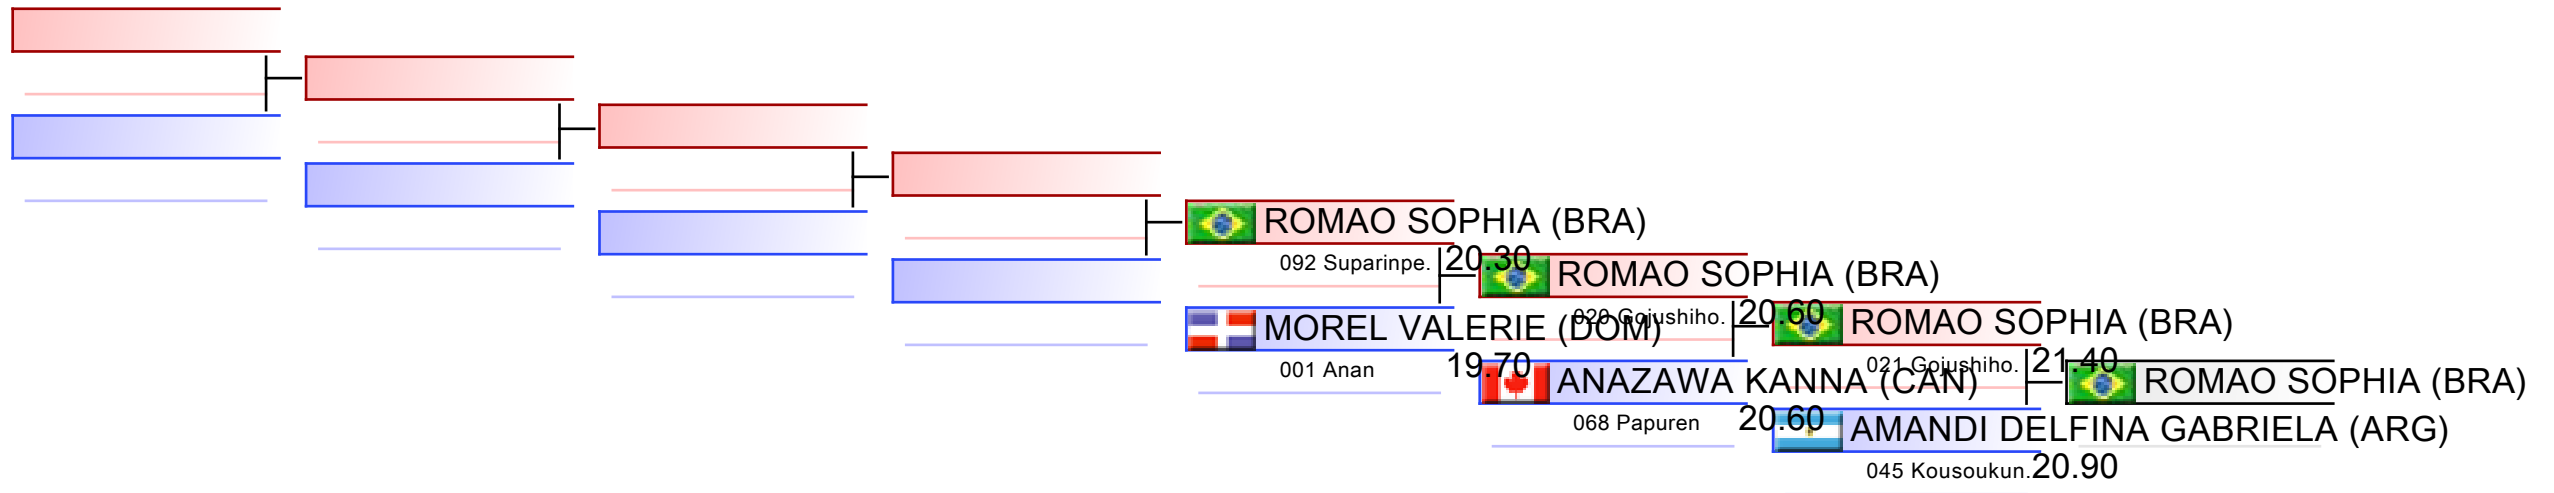 ROMAO SOPHIA (BRA)
092 Suparinpe. 20.30
MOREL VALERIE (DOM)
001 Anan 19.70
ROMAO SOPHIA (BRA)
020 Gojushiho. 20.60
ANAZAWA KANNA (CAN)
068 Papuren 20.60
ROMAO SOPHIA (BRA)
021 Gojushiho. 21.40
AMANDI DELFINA GABRIELA (ARG)
045 Kousoukun. 20.90
ROMAO SOPHIA (BRA)